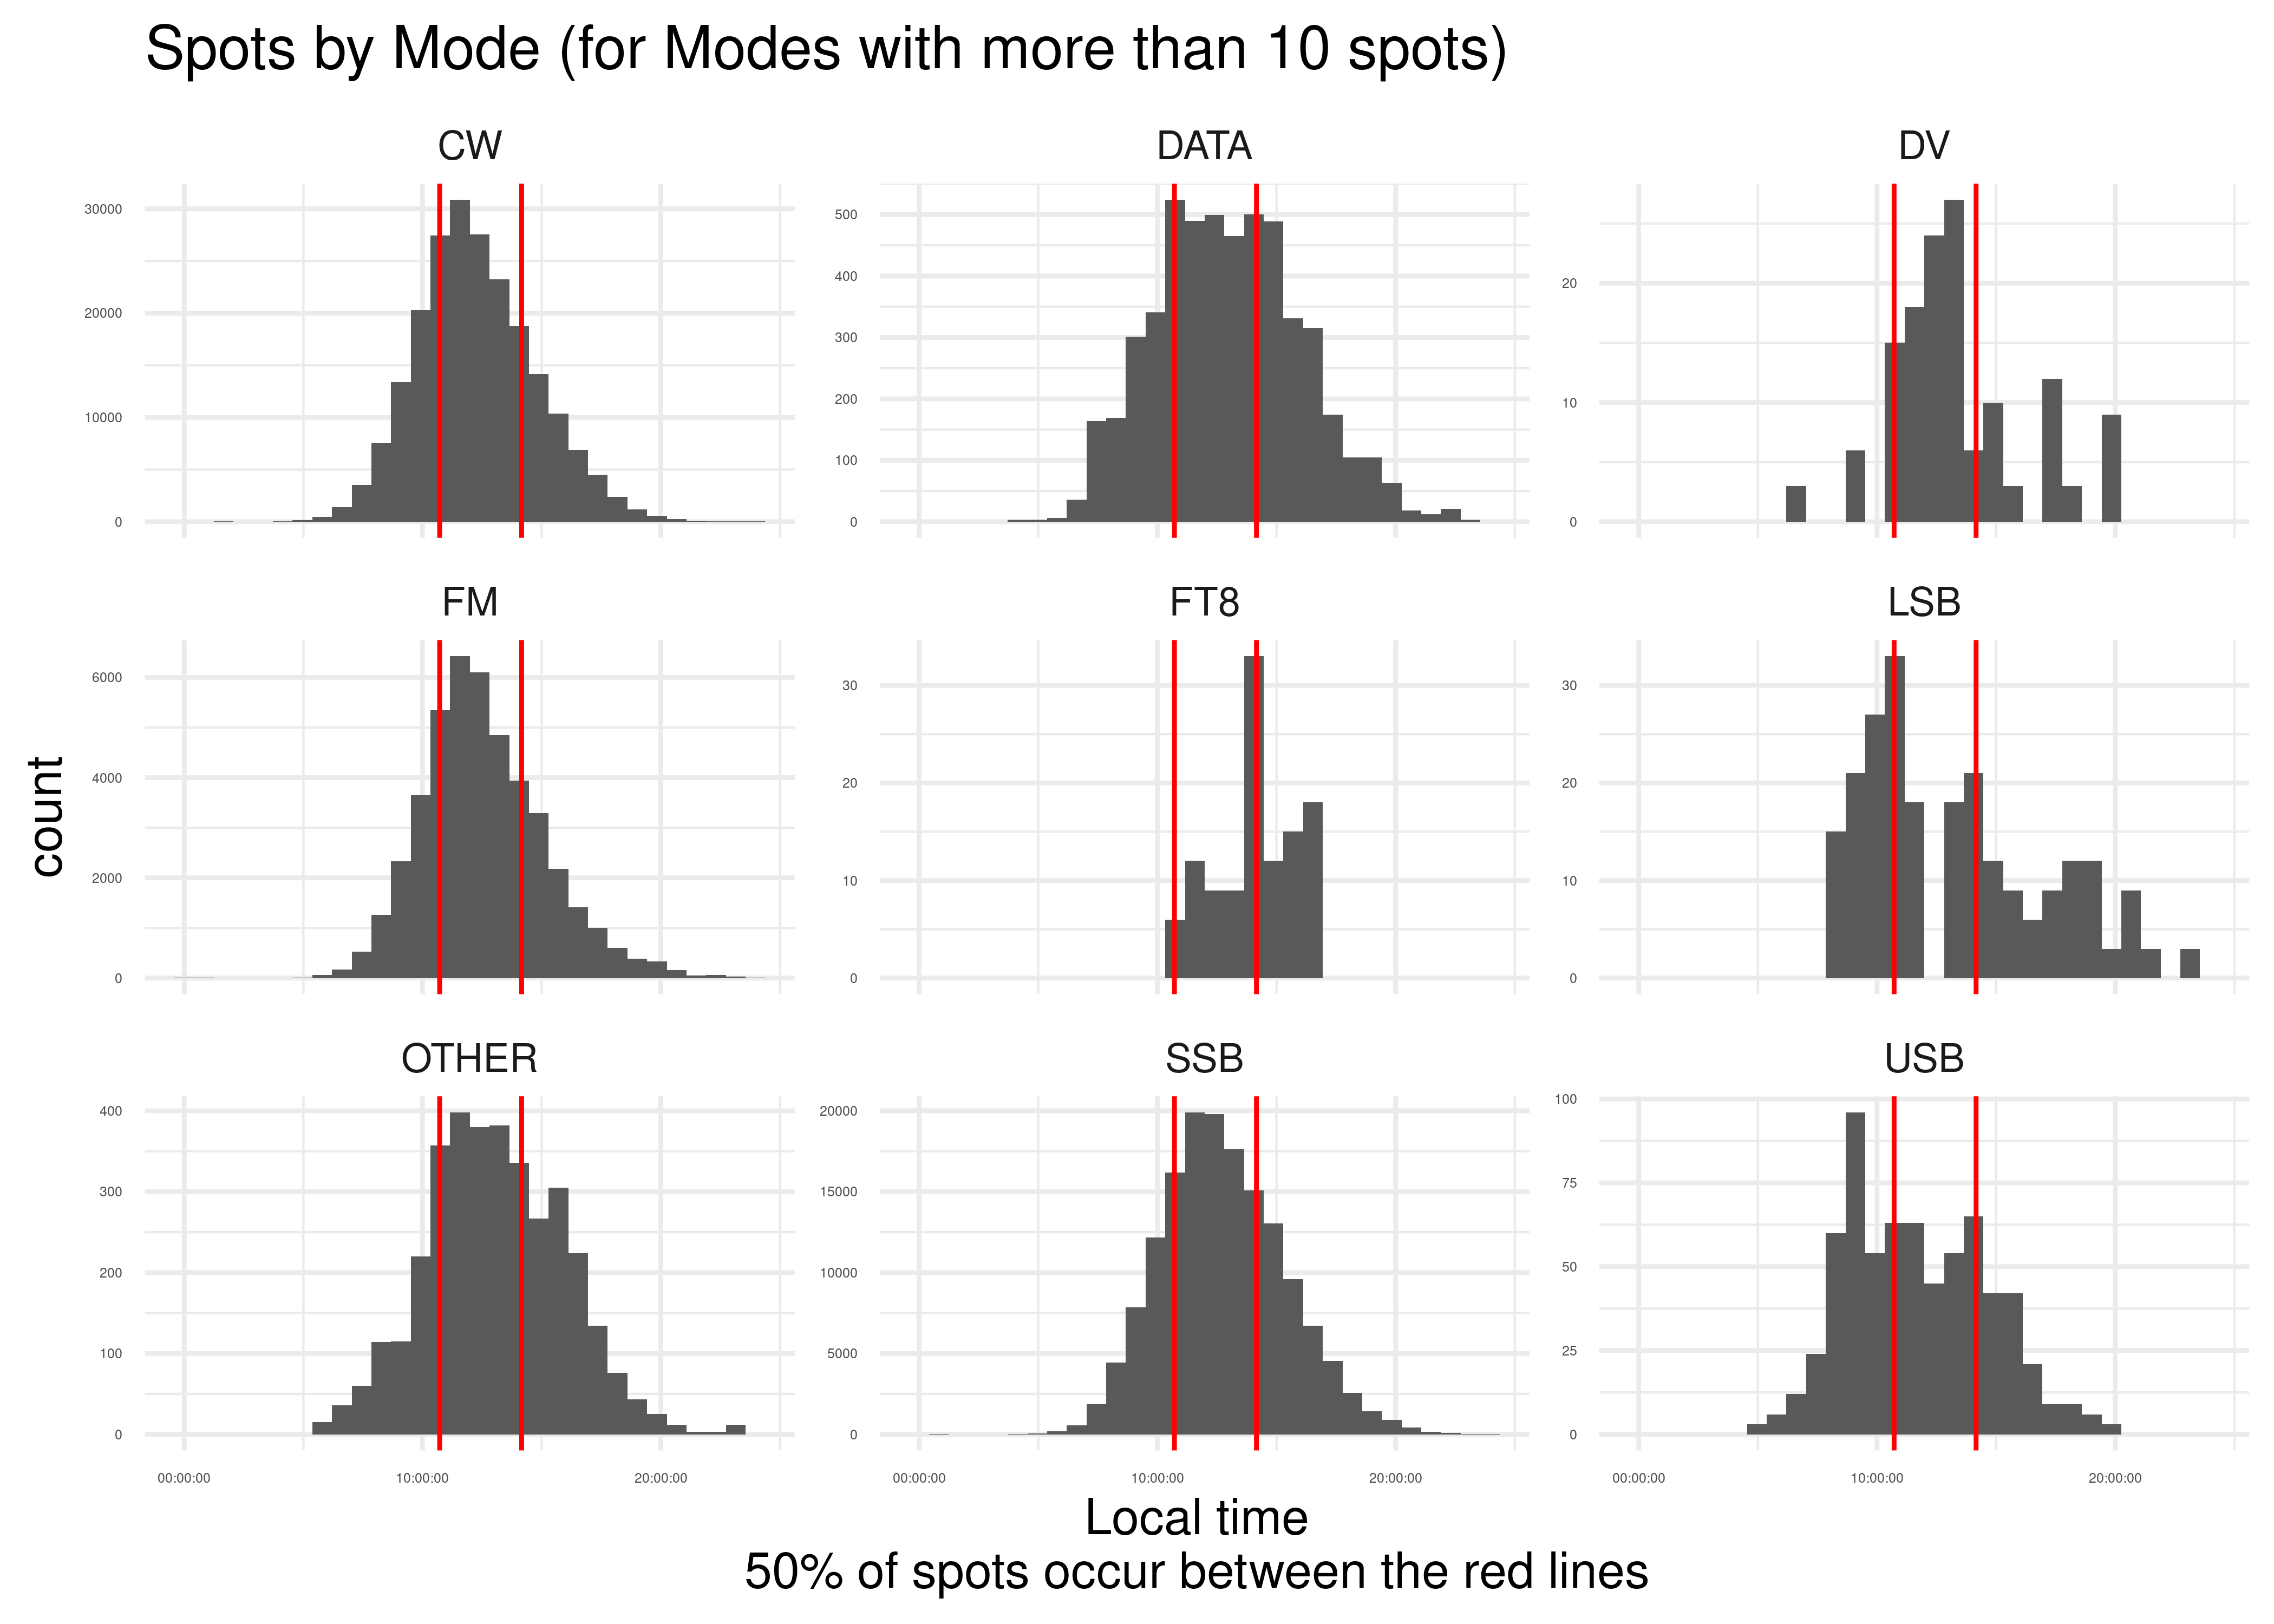 Spots by Mode (for Modes with more than 10 spots)
CW
DATA
DV
30000
20000
10000
0
500
400
300
200
100
0
20
10
0
FM
FT8
LSB
6000
4000
2000
0
30
20
10
0
30
20
10
0
count
OTHER
SSB
USB
400
300
200
100
0
20000
15000
10000
5000
0
100
75
50
25
0
00:00:00 10:00:00 20:00:00
00:00:00 10:00:00 20:00:00
00:00:00 10:00:00 20:00:00
Local time
50% of spots occur between the red lines